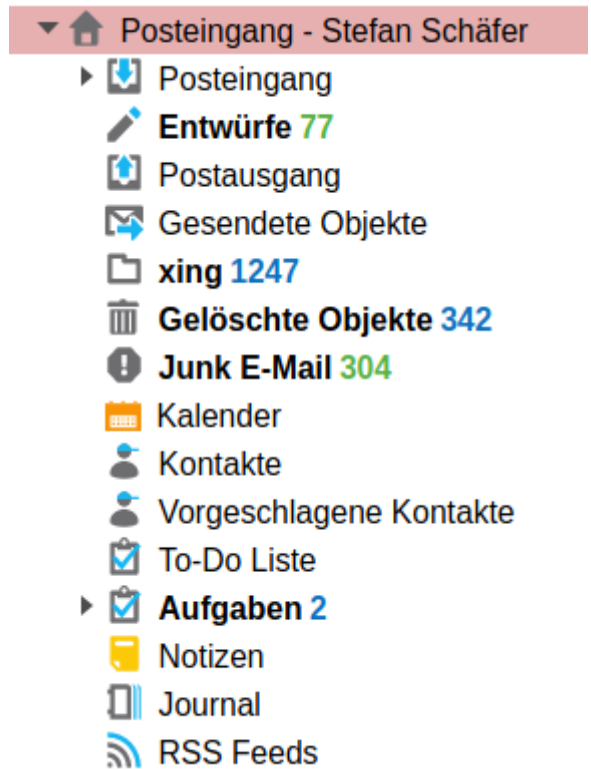 Posteingang - Stefan Schäfer
Posteingang
Entwürfe 77
Postausgang
Gesendete Objekte
xing 1247
Gelöschte Objekte 342
Junk E-Mail 304
Kalender
Kontakte
Vorgeschlagene Kontakte
To-Do Liste
Aufgaben 2
Notizen
Journal
RSS Feeds